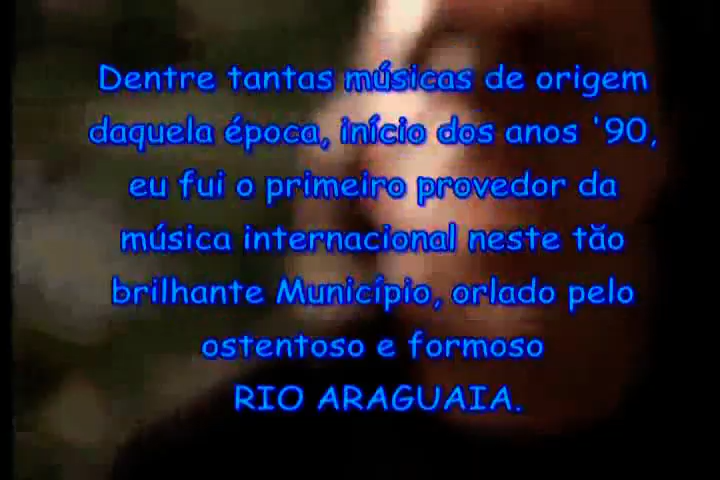 Dentre tantas músicas de origem
daquela época, início dos anos '90,
eu fui o primeiro provedor da
música internacional neste tăo
brilhante Município, orlado pelo
ostentoso e formoso
RIO ARAGUAIA.